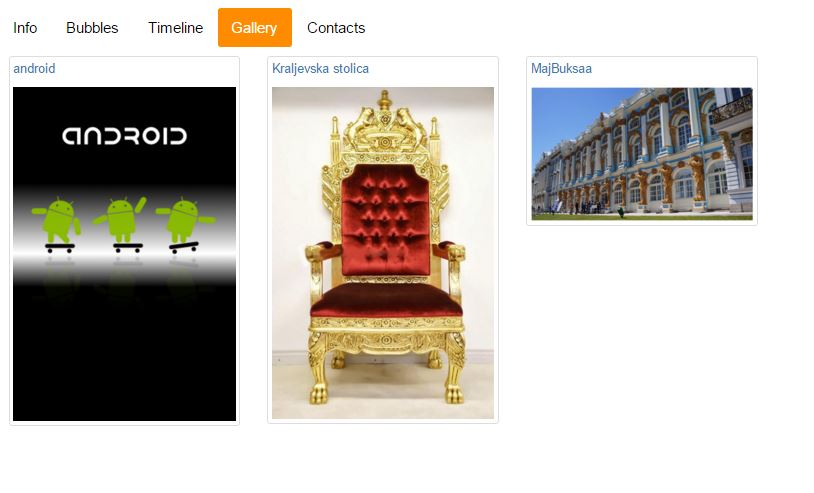 Info Bubbles Timeline Gallery Contacts
android
Kraljevska stolica
MajBuksaa
ANDROID